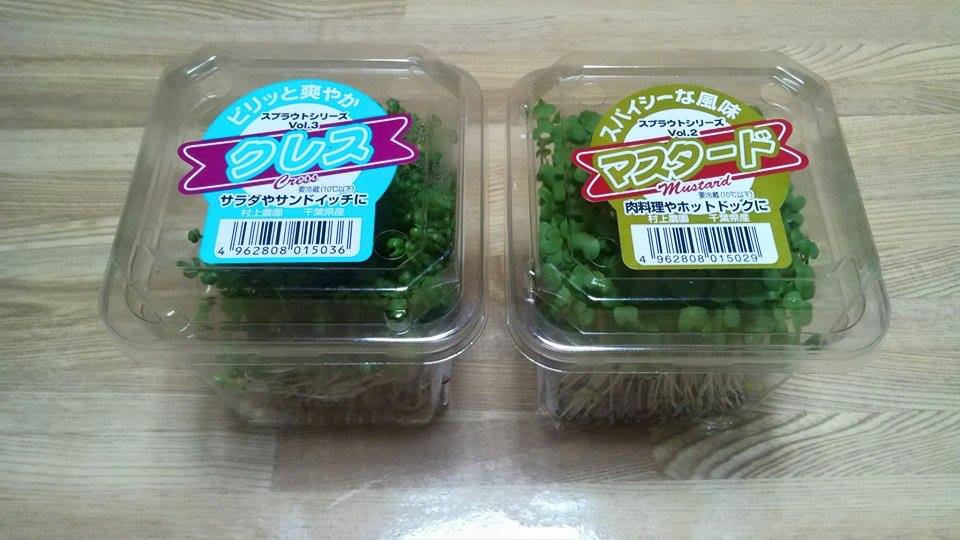 ピリッと爽やか
スプラウトシリーズ
Vol.3
クレス
Cress
要冷蔵(10℃以下)
サラダやサンドイッチに
村上農園 千葉県産
4 962808 015036
スパイシーな風味
スプラウトシリーズ
Vol.2
マスタード
Mustard
要冷蔵(10℃以下)
肉料理やホットドックに
村上農園 千葉県産
4 962808 015029